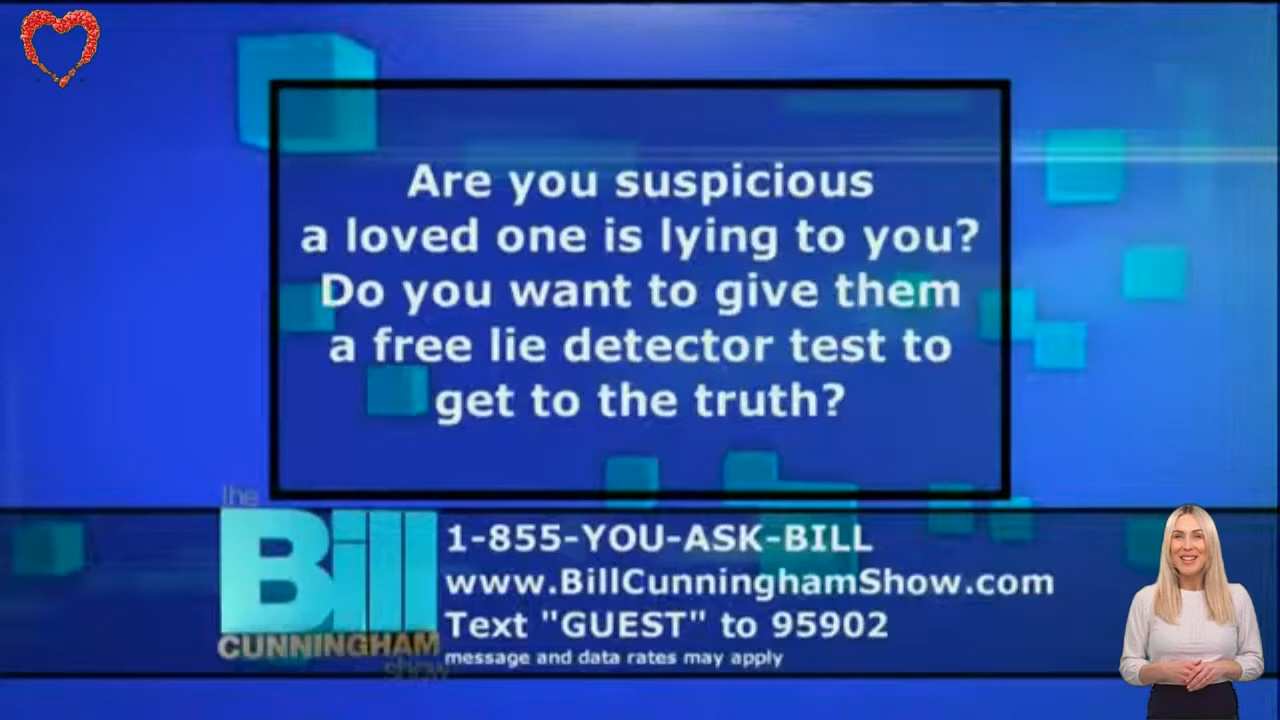 Are you suspicious
a loved one is lying to you?
Do you want to give them
a free lie detector test to
get to the truth?
the
Bill
CUNNINGHAM
show
1-855-YOU-ASK-BILL
www.BillCunninghamShow.com
Text "GUEST" to 95902
message and data rates may apply